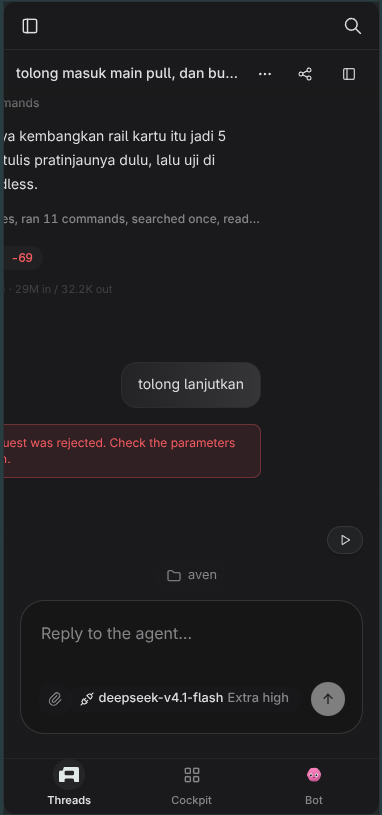 tolong masuk main pull, dan bu...
mands
ya kembangkan rail kartu itu jadi 5
tulis pratinjaunya dulu, lalu uji di
dless.
es, ran 11 commands, searched once, read...
-69
· 29M in / 32.2K out
tolong lanjutkan
uest was rejected. Check the parameters
n.
aven
Reply to the agent...
deepseek-v4.1-flash Extra high
Threads
Cockpit
Bot